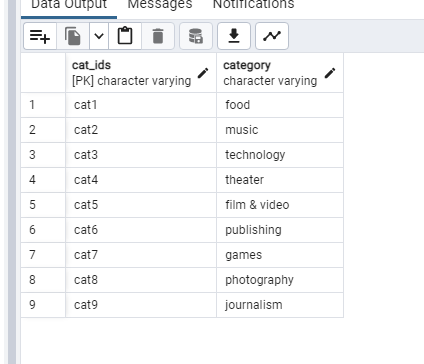 Data Output Messages Notifications
cat_ids category
[PK] character varying character varying
1 cat1 food
2 cat2 music
3 cat3 technology
4 cat4 theater
5 cat5 film & video
6 cat6 publishing
7 cat7 games
8 cat8 photography
9 cat9 journalism